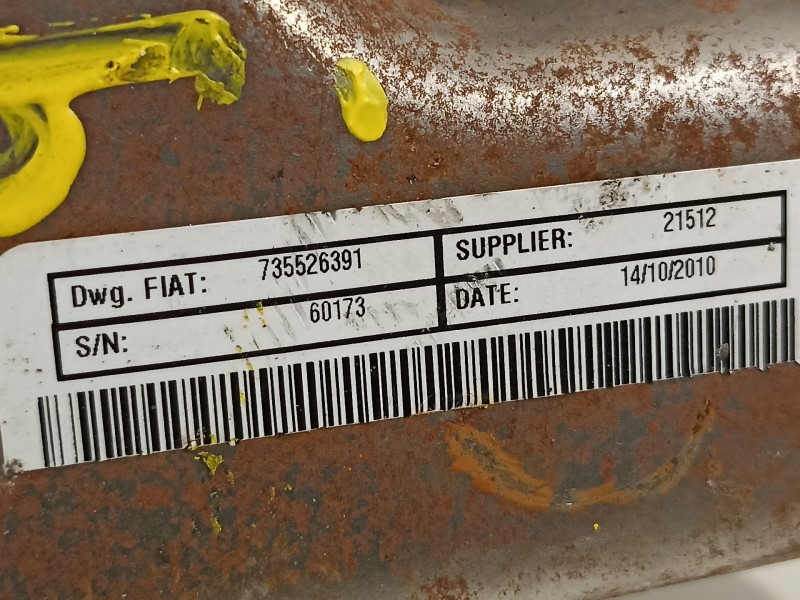 Dwg. FIAT: 735526391
SUPPLIER: 21512
S/N: 60173
DATE: 14/10/2010